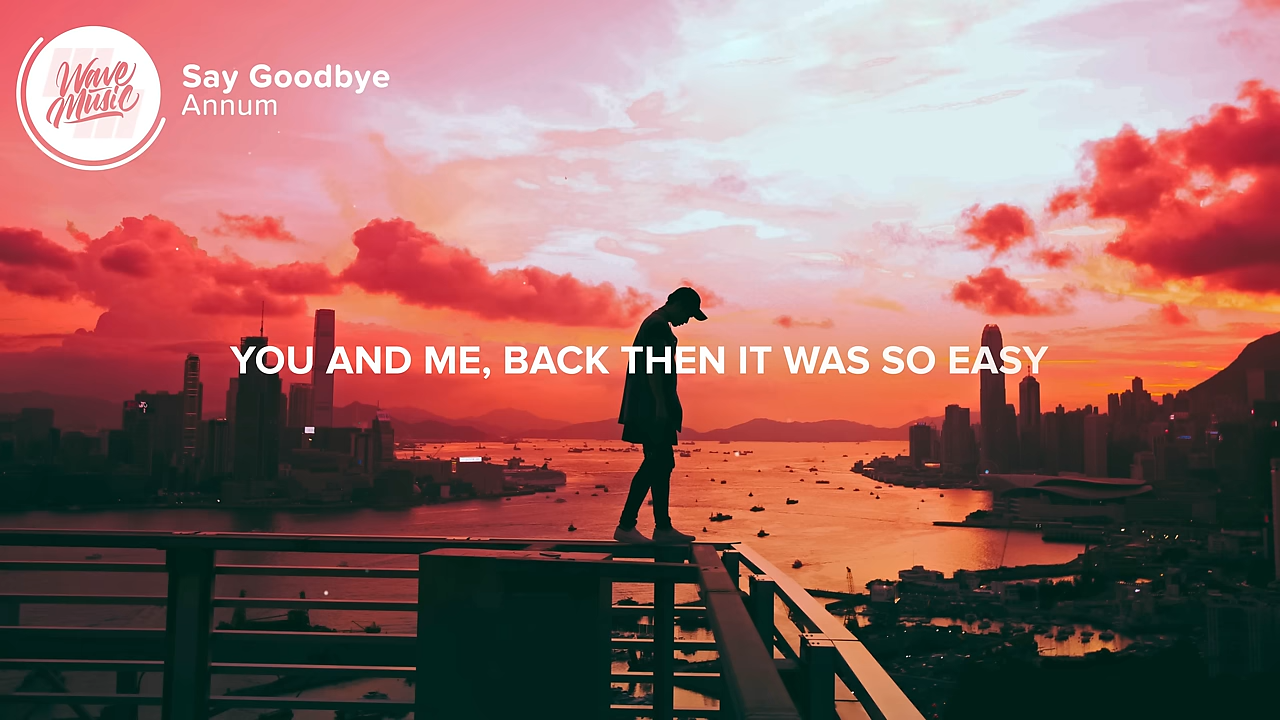 Wave
Music
Say Goodbye
Annum
YOU AND ME, BACK THEN IT WAS SO EASY